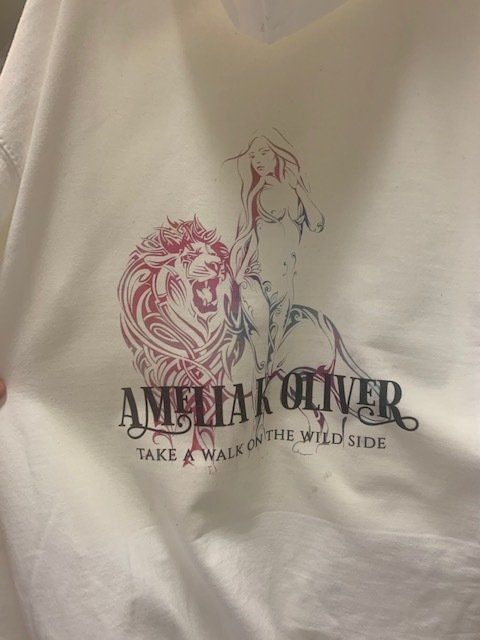 AMELIA K OLIVER
TAKE A WALK ON THE WILD SIDE